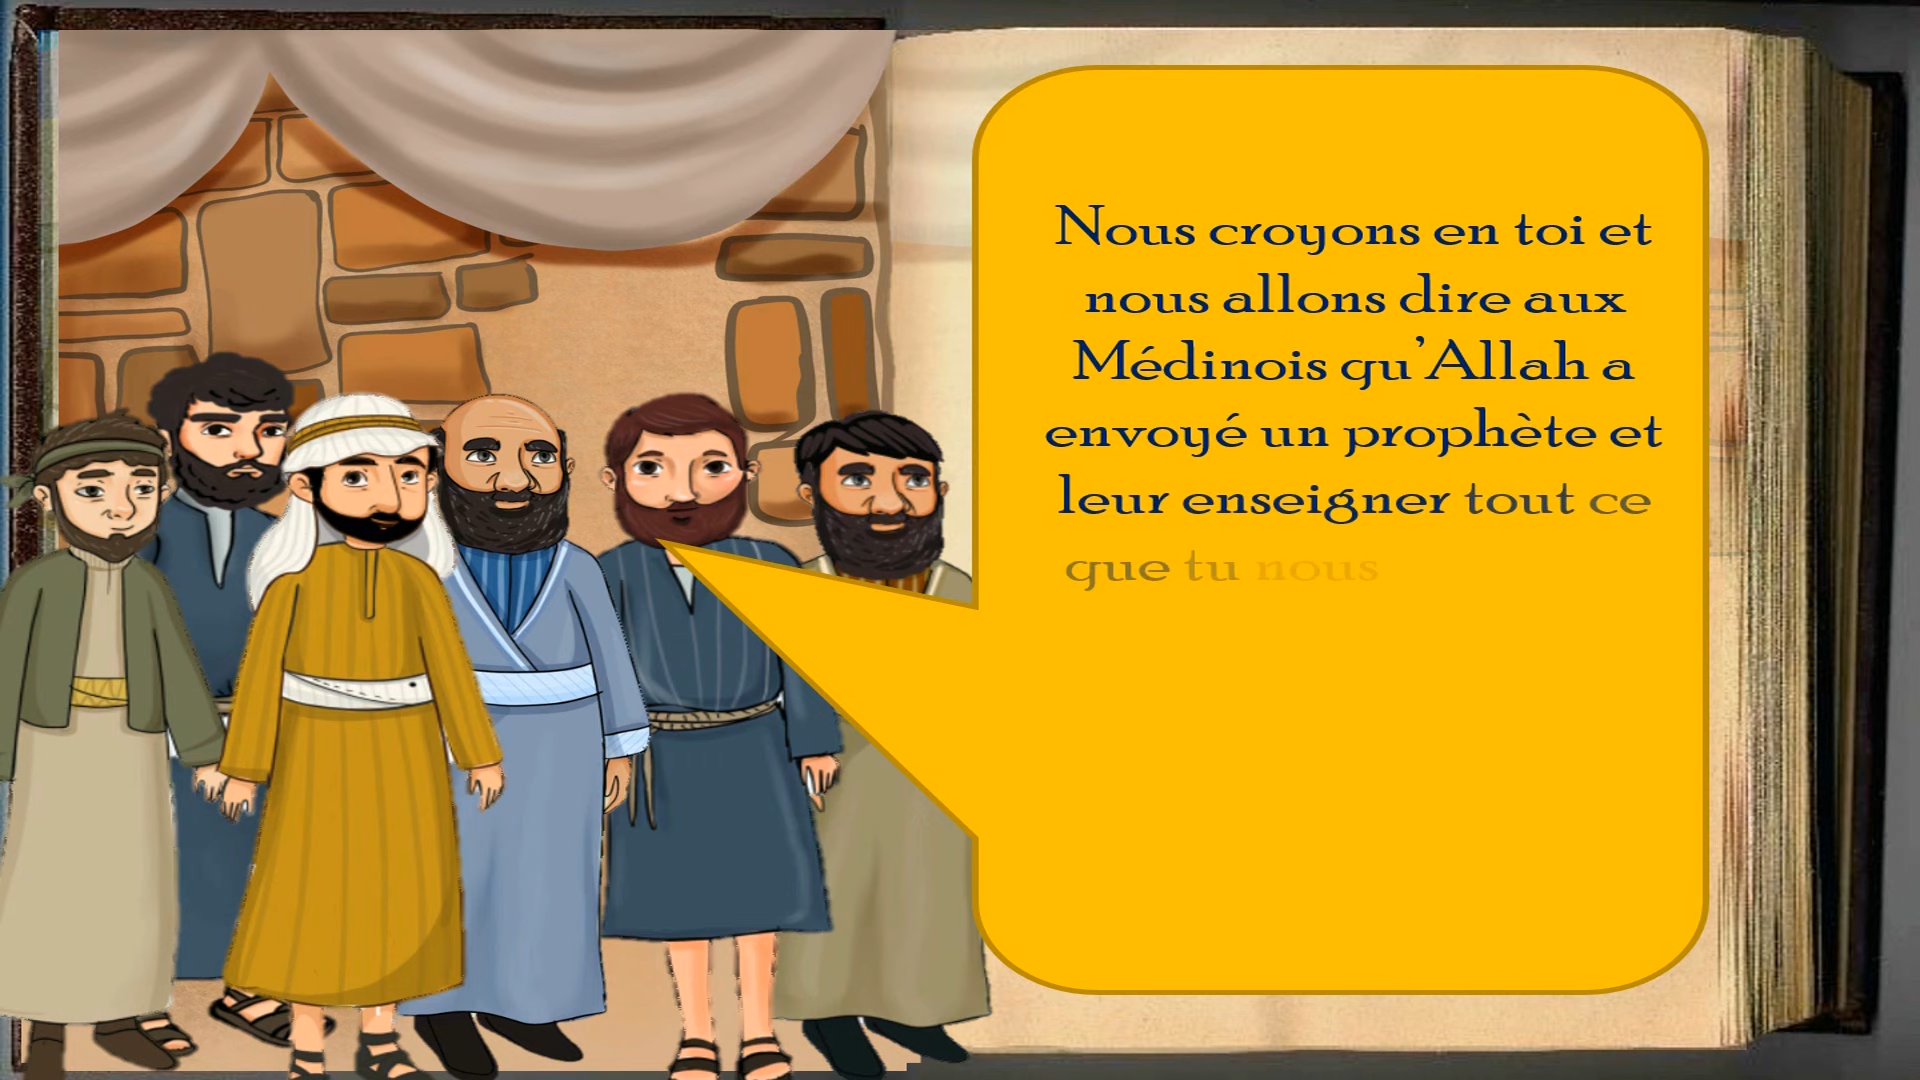 Nous croyons en toi et
nous allons dire aux
Médinois qu'Allah a
envoyé un prophète et
leur enseigner tout ce
que tu nous